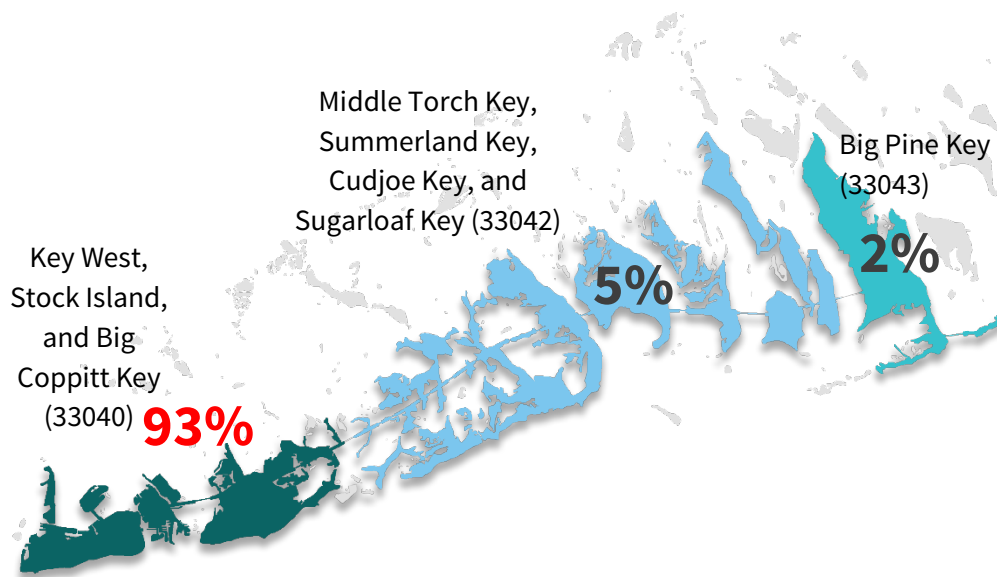 Middle Torch Key,
Summerland Key,
Cudjoe Key, and
Sugarloaf Key (33042)
5%
Big Pine Key
(33043)
2%
Key West,
Stock Island,
and Big
Coppitt Key
(33040)
93%